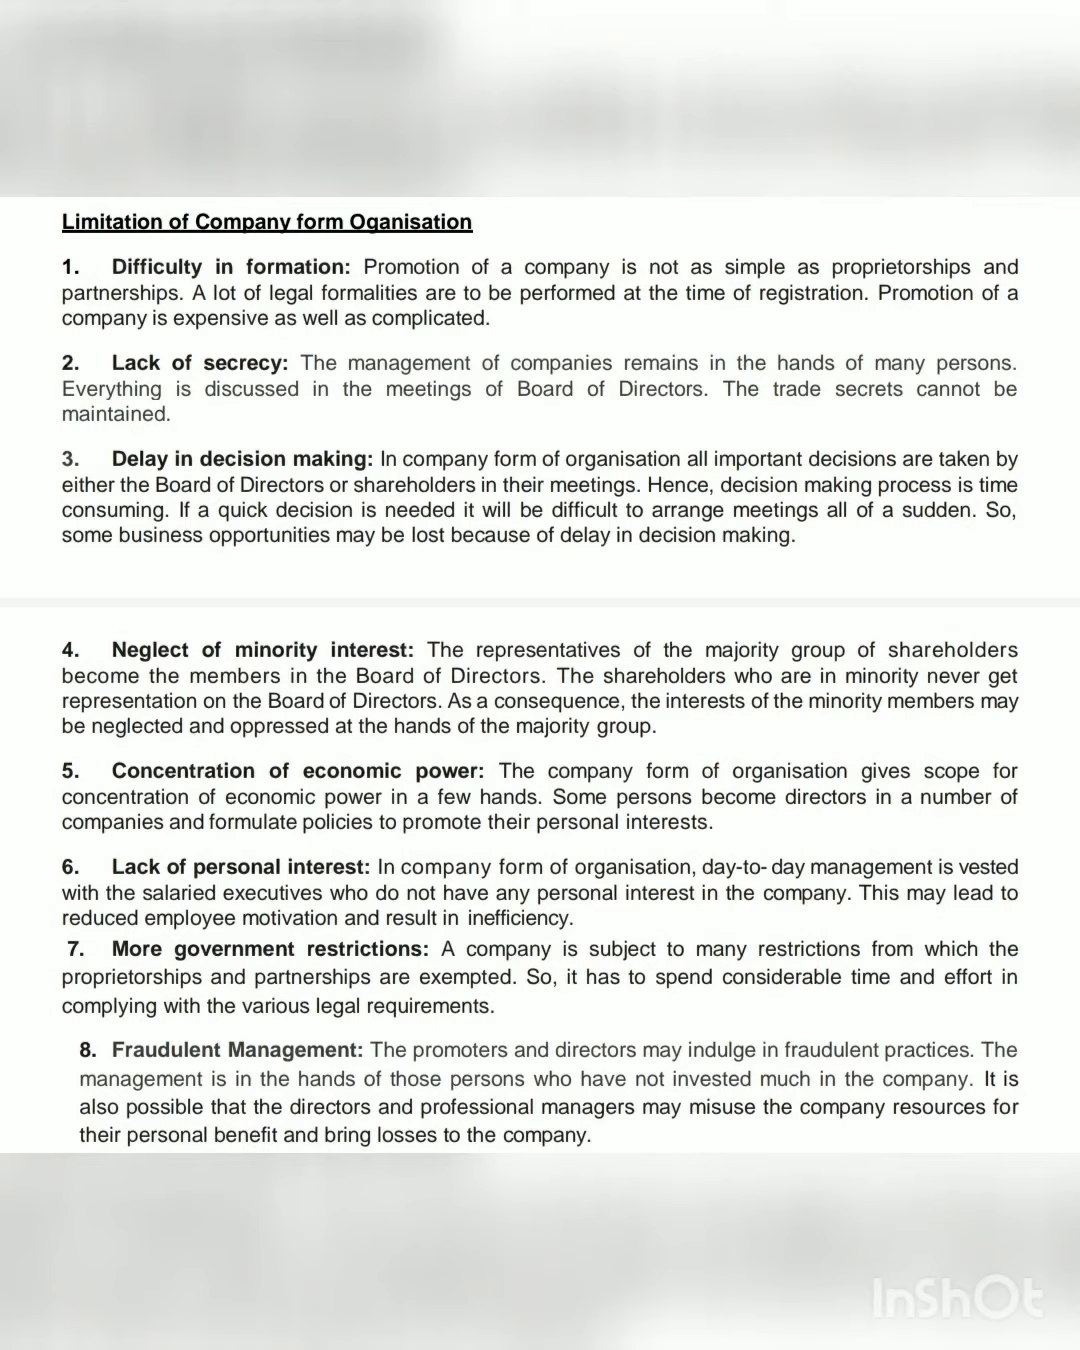 Limitation of Company form Oganisation
1. Difficulty in formation: Promotion of a company is not as simple as proprietorships and
partnerships. A lot of legal formalities are to be performed at the time of registration. Promotion of a
company is expensive as well as complicated.
2. Lack of secrecy: The management of companies remains in the hands of many persons.
Everything is discussed in the meetings of Board of Directors. The trade secrets cannot be
maintained.
3. Delay in decision making: In company form of organisation all important decisions are taken by
either the Board of Directors or shareholders in their meetings. Hence, decision making process is time
consuming. If a quick decision is needed it will be difficult to arrange meetings all of a sudden. So,
some business opportunities may be lost because of delay in decision making.
4. Neglect of minority interest: The representatives of the majority group of shareholders
become the members in the Board of Directors. The shareholders who are in minority never get
representation on the Board of Directors. As a consequence, the interests of the minority members may
be neglected and oppressed at the hands of the majority group.
5. Concentration of economic power: The company form of organisation gives scope for
concentration of economic power in a few hands. Some persons become directors in a number of
companies and formulate policies to promote their personal interests.
6. Lack of personal interest: In company form of organisation, day-to- day management is vested
with the salaried executives who do not have any personal interest in the company. This may lead to
reduced employee motivation and result in inefficiency.
7. More government restrictions: A company is subject to many restrictions from which the
proprietorships and partnerships are exempted. So, it has to spend considerable time and effort in
complying with the various legal requirements.
8. Fraudulent Management: The promoters and directors may indulge in fraudulent practices. The
management is in the hands of those persons who have not invested much in the company. It is
also possible that the directors and professional managers may misuse the company resources for
their personal benefit and bring losses to the company.
InShOt